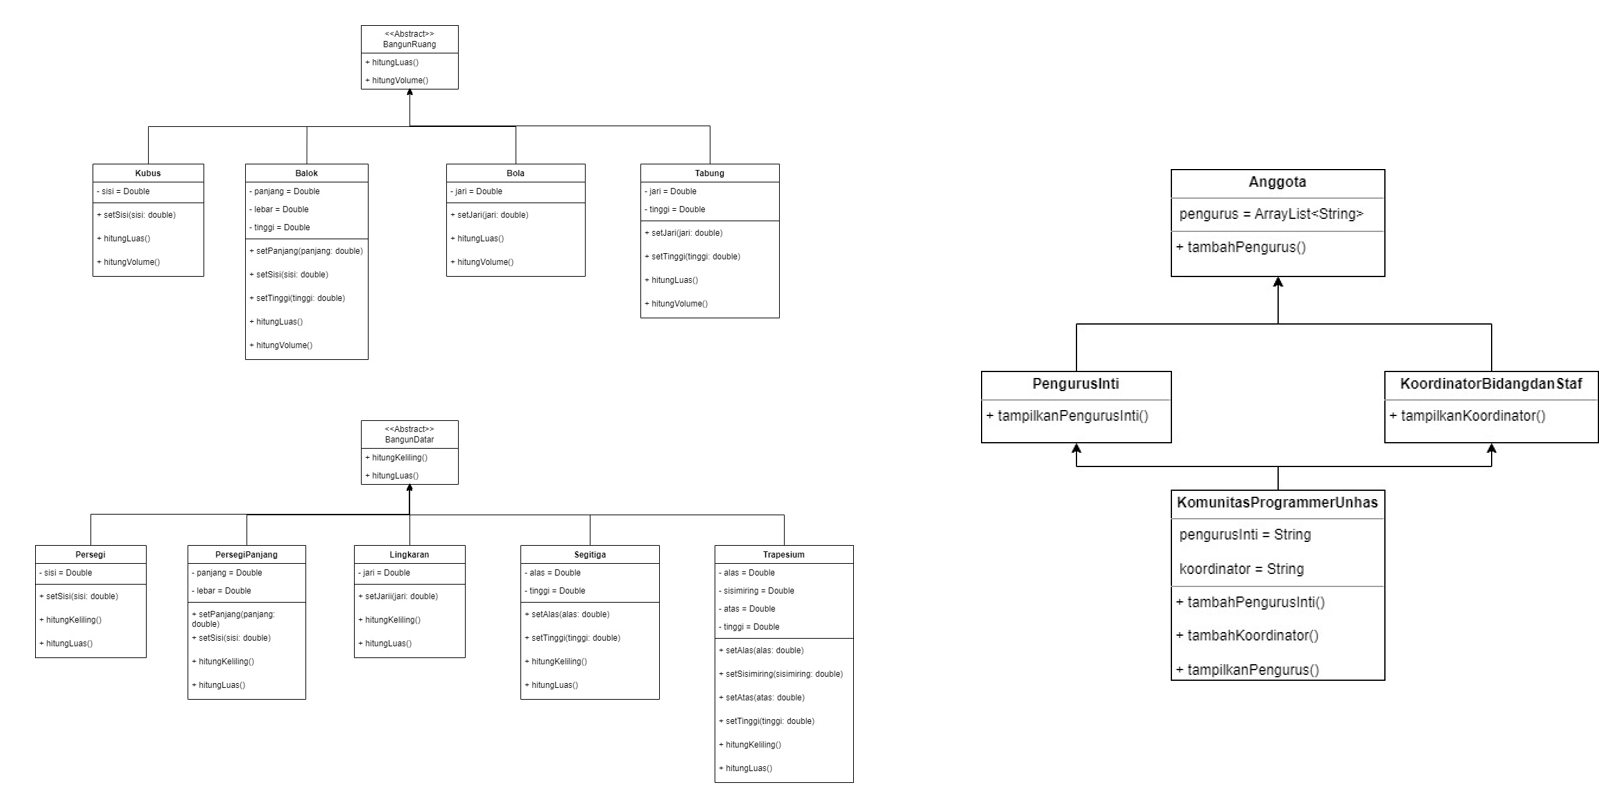 <<Abstract>>
BangunRuang
+ hitungLuas()
+ hitungVolume()
Kubus
- sisi = Double
+ setSisi(sisi: double)
+ hitungLuas()
+ hitungVolume()
Balok
- panjang = Double
- lebar = Double
- tinggi = Double
+ setPanjang(panjang: double)
+ setSisi(sisi: double)
+ setTinggi(tinggi: double)
+ hitungLuas()
+ hitungVolume()
Bola
- jari = Double
+ setJari(jari: double)
+ hitungLuas()
+ hitungVolume()
Tabung
- jari = Double
- tinggi = Double
+ setJari(jari: double)
+ setTinggi(tinggi: double)
+ hitungLuas()
+ hitungVolume()
<<Abstract>>
BangunDatar
+ hitungKeliling()
+ hitungLuas()
Persegi
- sisi = Double
+ setSisi(sisi: double)
+ hitungKeliling()
+ hitungLuas()
PersegiPanjang
- panjang = Double
- lebar = Double
+ setPanjang(panjang:
double)
+ setSisi(sisi: double)
+ hitungKeliling()
+ hitungLuas()
Lingkaran
- jari = Double
+ setJarii(jari: double)
+ hitungKeliling()
+ hitungLuas()
Segitiga
- alas = Double
- tinggi = Double
+ setAlas(alas: double)
+ setTinggi(tinggi: double)
+ hitungKeliling()
+ hitungLuas()
Trapesium
- alas = Double
- sisimiring = Double
- atas = Double
- tinggi = Double
+ setAlas(alas: double)
+ setSisimiring(sisimiring: double)
+ setAtas(atas: double)
+ setTinggi(tinggi: double)
+ hitungKeliling()
+ hitungLuas()
Anggota
pengurus = ArrayList<String>
+ tambahPengurus()
PengurusInti
+ tampilkanPengurusInti()
KoordinatorBidangdanStaf
+ tampilkanKoordinator()
KomunitasProgrammerUnhas
pengurusInti = String
koordinator = String
+ tambahPengurusInti()
+ tambahKoordinator()
+ tampilkanPengurus()